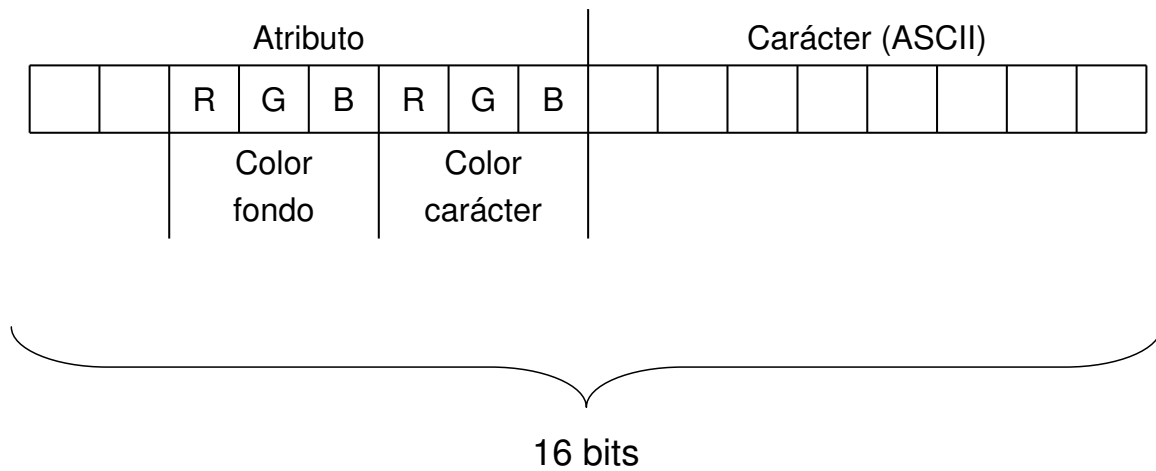 Atributo Carácter (ASCII)
R G B R G B
Color Color
fondo carácter
16 bits